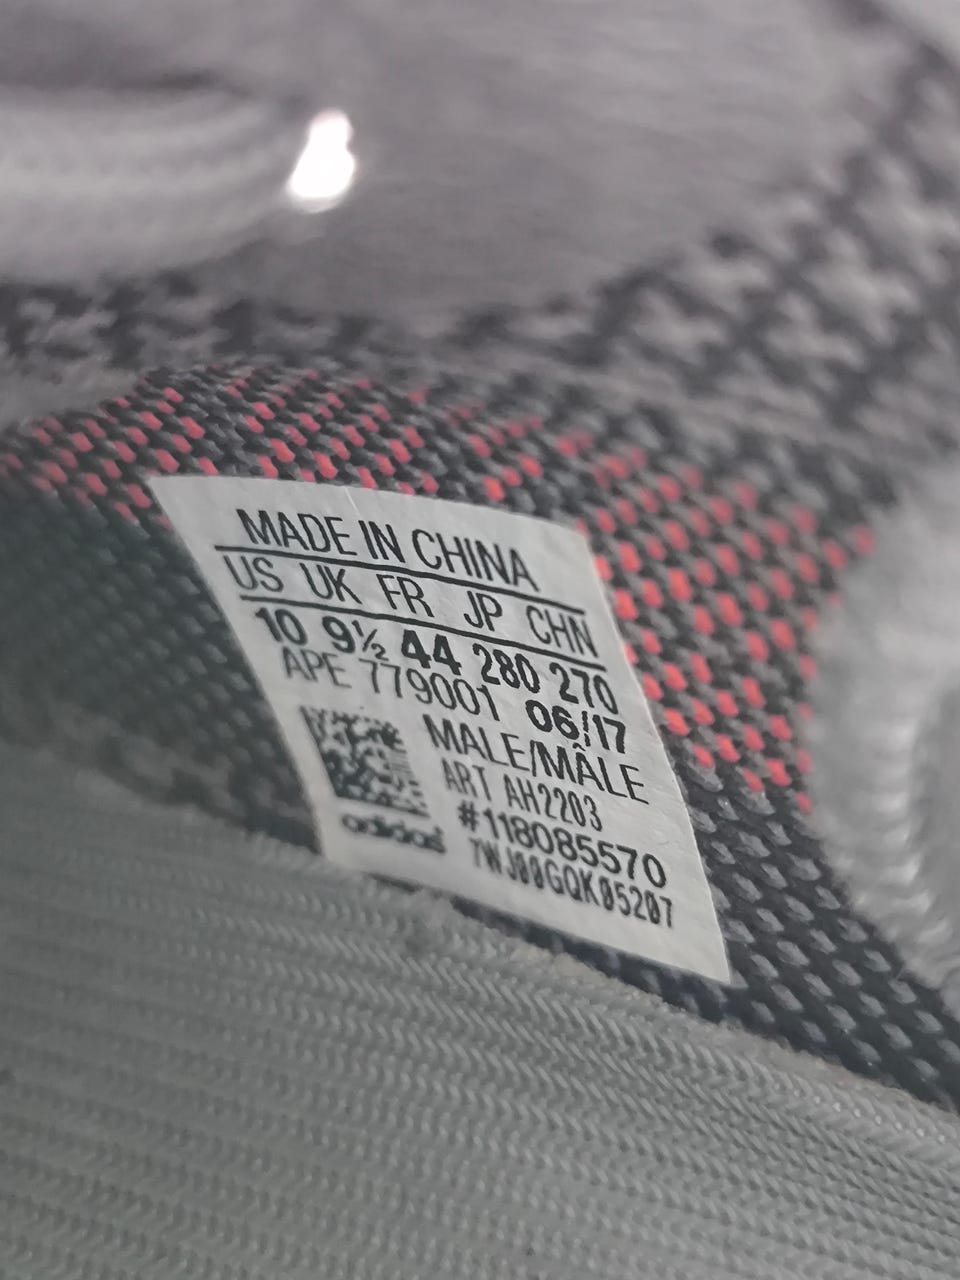 MADE IN CHINA
US UK FR JP CHN
10 9½ 44 280 270
APE 779001 06/17
MALE/MÂLE
ART AH2203
#118085570
adidas
TWJ00GQK05207